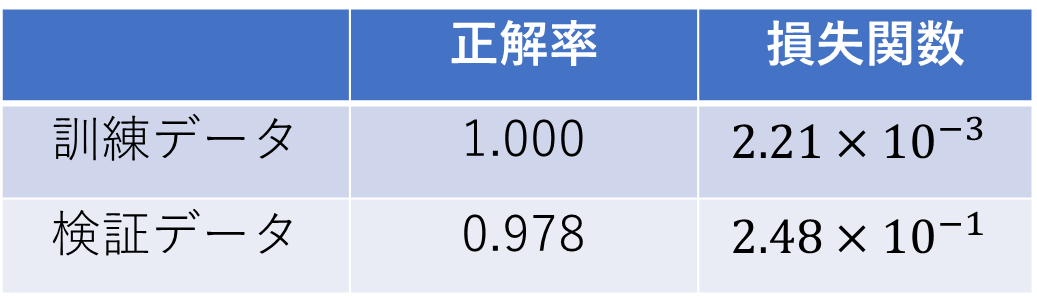 正解率 損失関数
訓練データ 1.000 2.21 × 10⁻³
検証データ 0.978 2.48 × 10⁻¹